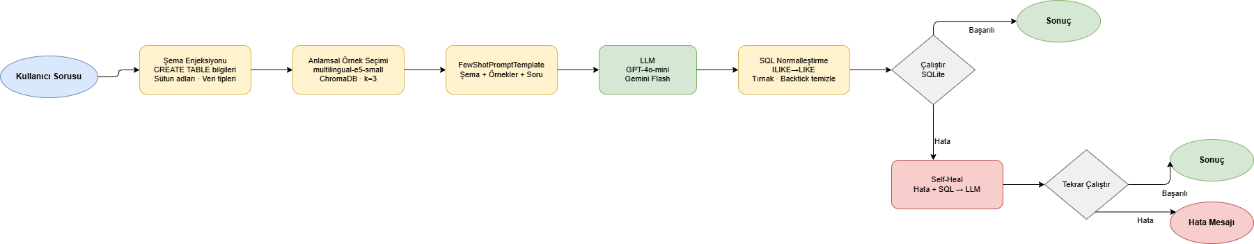 Kullanıcı Sorusu
Şema Enjeksiyonu
CREATE TABLE bilgileri
Sütun adları · Veri tipleri
Anlamsal Örnek Seçimi
multilingual-e5-small
ChromaDB · k=3
FewShotPromptTemplate
Şema + Örnekler + Soru
LLM
GPT-4o-mini
Gemini Flash
SQL Normalleştirme
ILIKE→LIKE
Tırnak · Backtick temizle
Çalıştır
SQLite
Başarılı
Sonuç
Hata
Self-Heal
Hata + SQL → LLM
Tekrar Çalıştır
Başarılı
Sonuç
Hata
Hata Mesajı